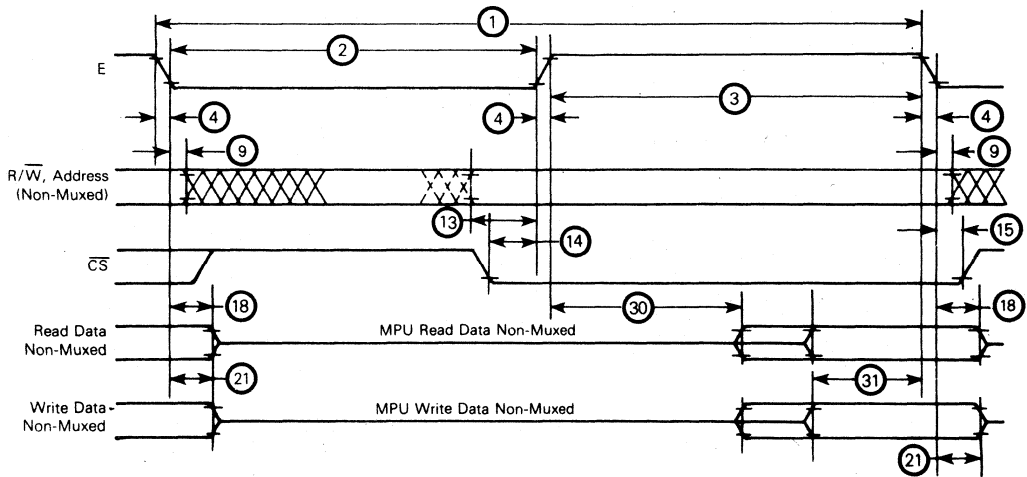 1
2
E
3
4
4
4
9
9
R/W̅, Address
(Non-Muxed)
13
14
15
C̅S̅
18
30
18
Read Data
Non-Muxed
MPU Read Data Non-Muxed
21
31
Write Data
Non-Muxed
MPU Write Data Non-Muxed
21